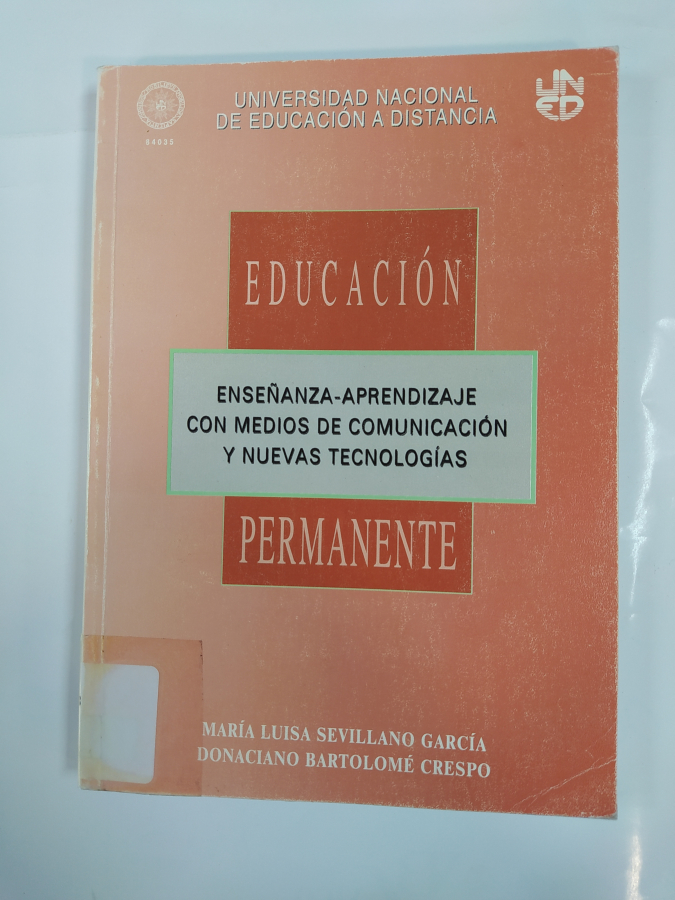 UNIVERSIDAD NACIONAL
DE EDUCACIÓN A DISTANCIA
UNED
84005
EDUCACIÓN
ENSEÑANZA-APRENDIZAJE
CON MEDIOS DE COMUNICACIÓN
Y NUEVAS TECNOLOGÍAS
PERMANENTE
MARÍA LUISA SEVILLANO GARCÍA
DONACIANO BARTOLOMÉ CRESPO